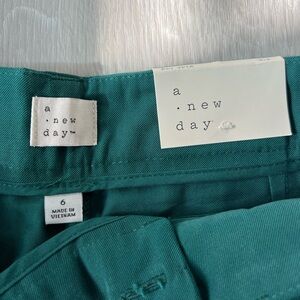 a
· new
day™
a
· new
day
6
MADE IN
VIETNAM